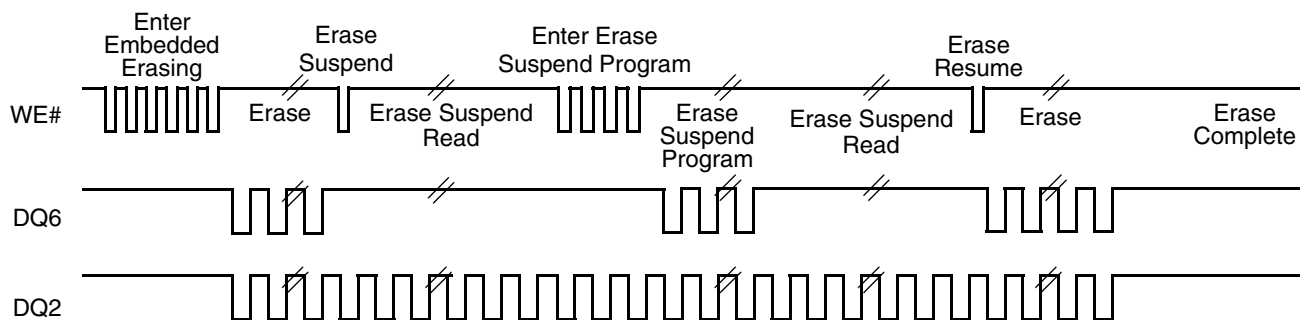 Enter
Embedded
Erasing
Erase
Suspend
Enter Erase
Suspend Program
Erase
Resume
WE#
Erase
Erase Suspend
Read
Erase
Suspend
Program
Erase Suspend
Read
Erase
Erase
Complete
DQ6
DQ2